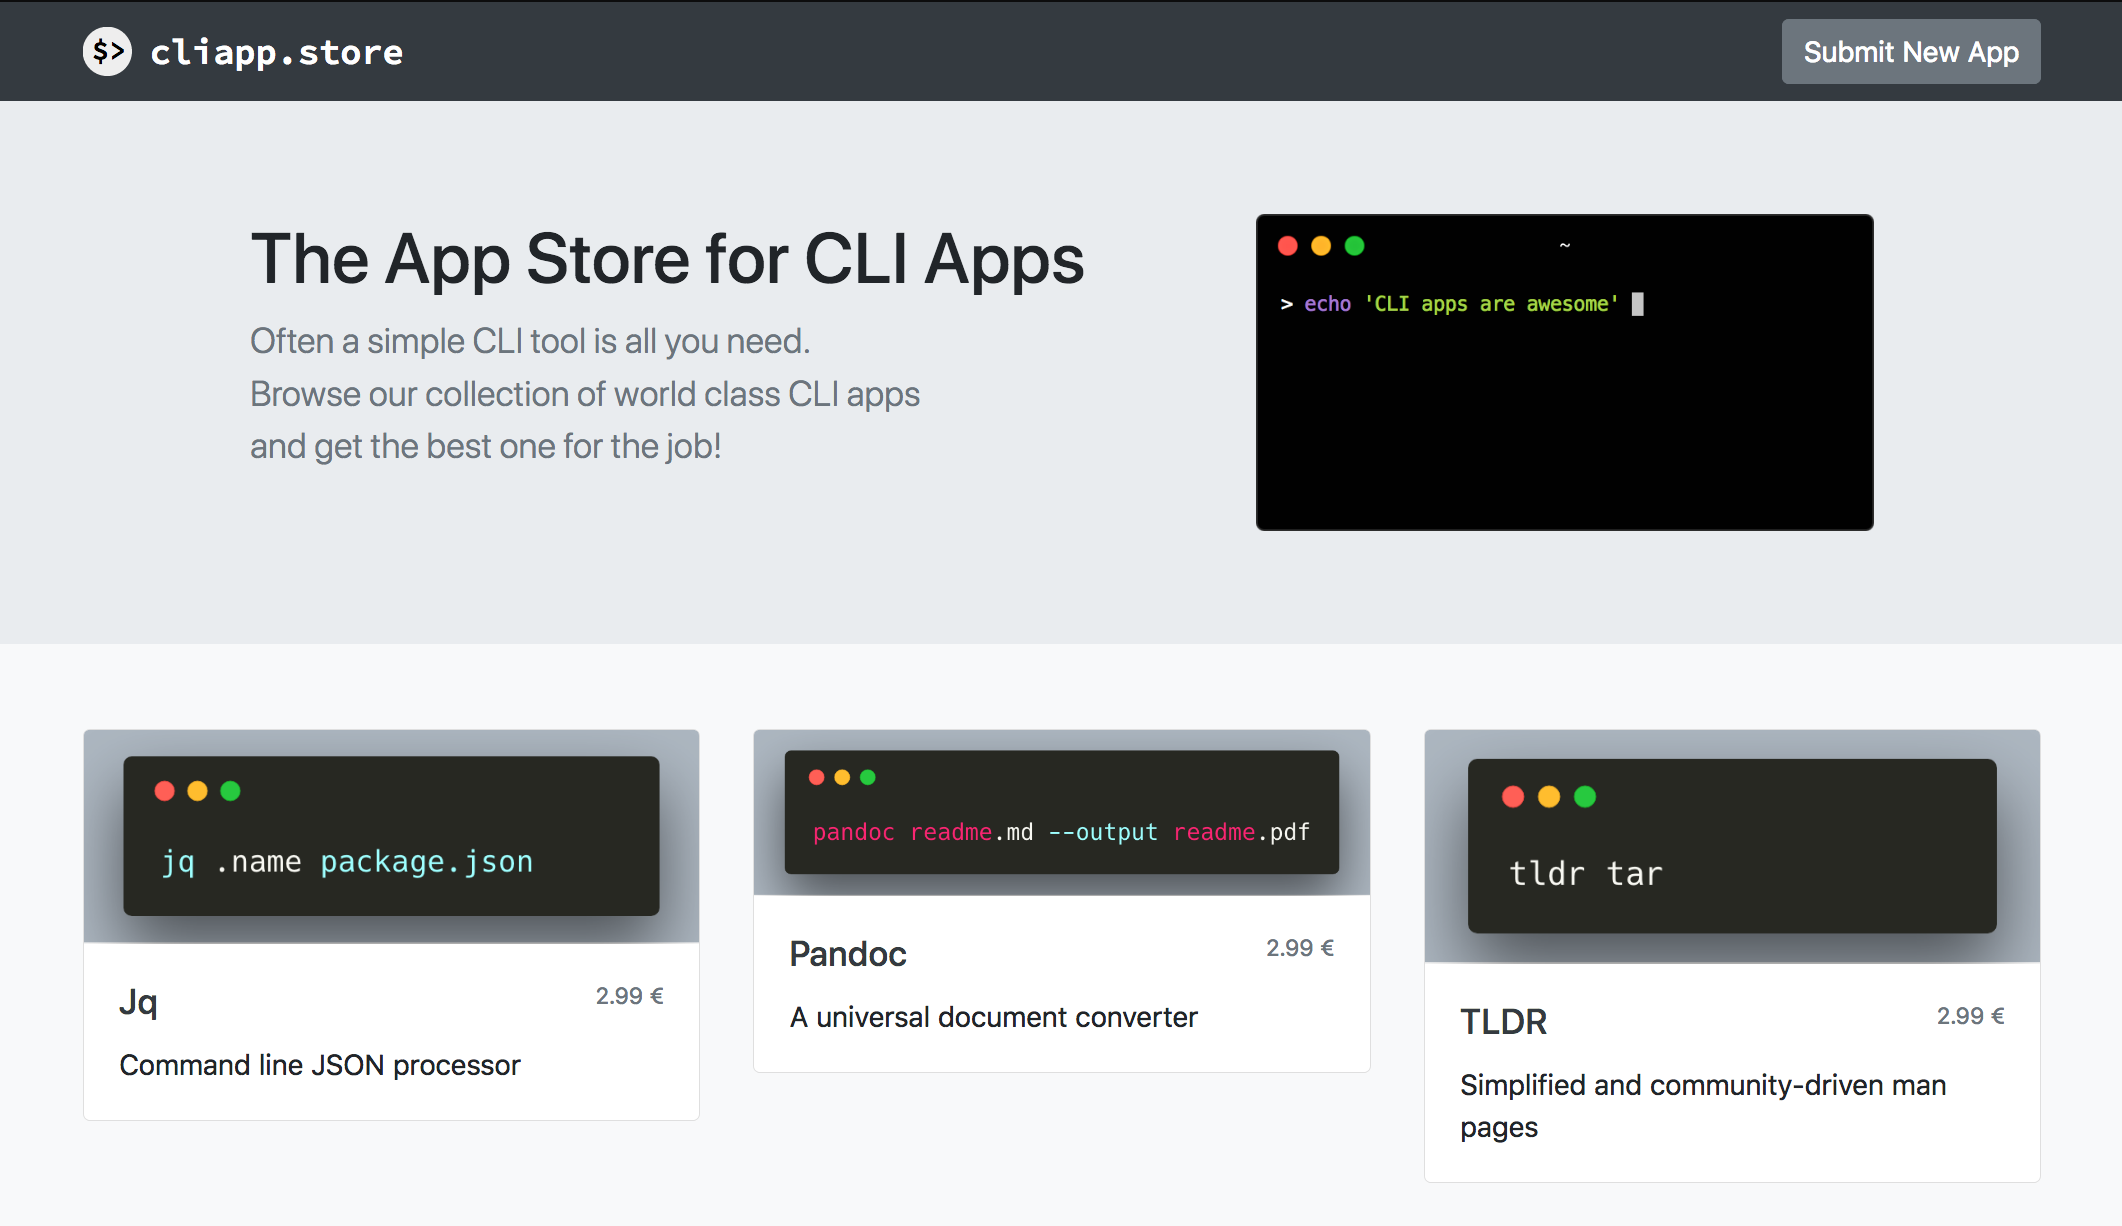 $> cliapp.store
Submit New App
The App Store for CLI Apps
Often a simple CLI tool is all you need.
Browse our collection of world class CLI apps
and get the best one for the job!
~
> echo 'CLI apps are awesome'
jq .name package.json
Jq
2.99 €
Command line JSON processor
pandoc readme.md --output readme.pdf
Pandoc
2.99 €
A universal document converter
tldr tar
TLDR
2.99 €
Simplified and community-driven man
pages